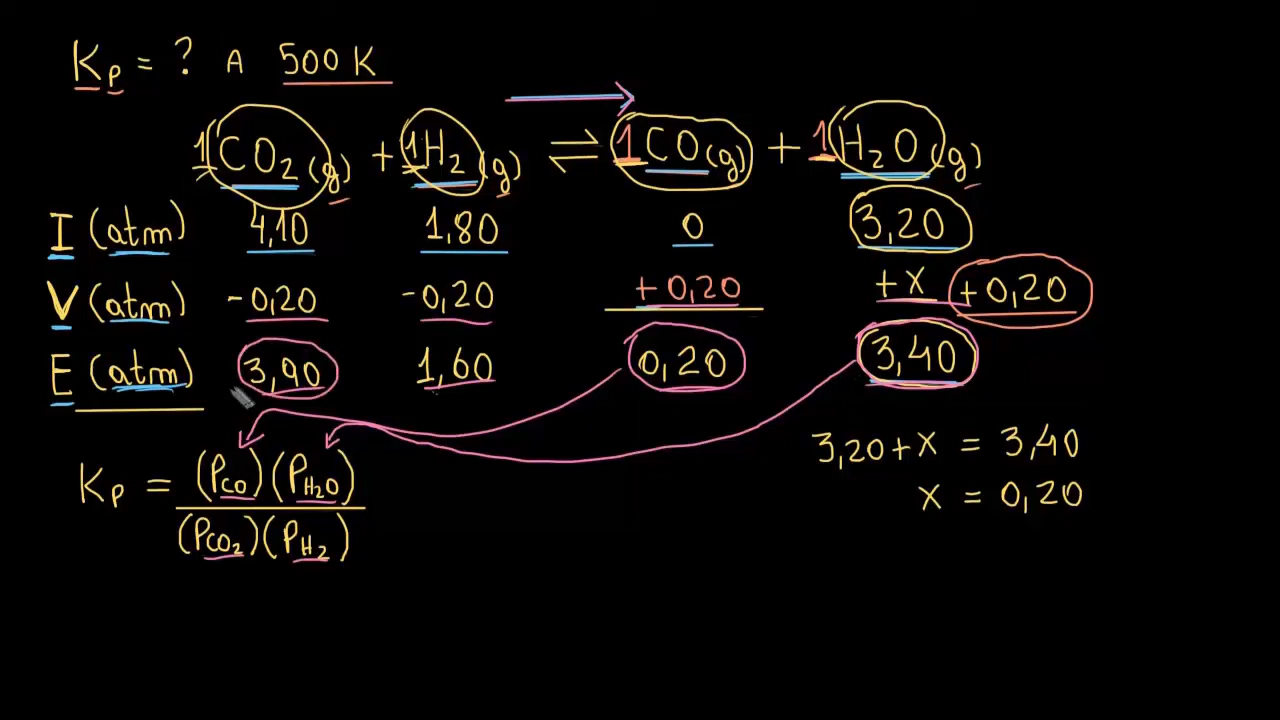 Kp = ? A 500 K
1CO₂(g) + 1H₂(g) ⇌ 1CO(g) + 1H₂O(g)
I (atm) 4,10 1,80 0 3,20
V (atm) -0,20 -0,20 +0,20 +x +0,20
E (atm) 3,90 1,60 0,20 3,40
3,20+x = 3,40
x = 0,20
Kp = (PCO)(PH₂O)
(PCO₂)(PH₂)